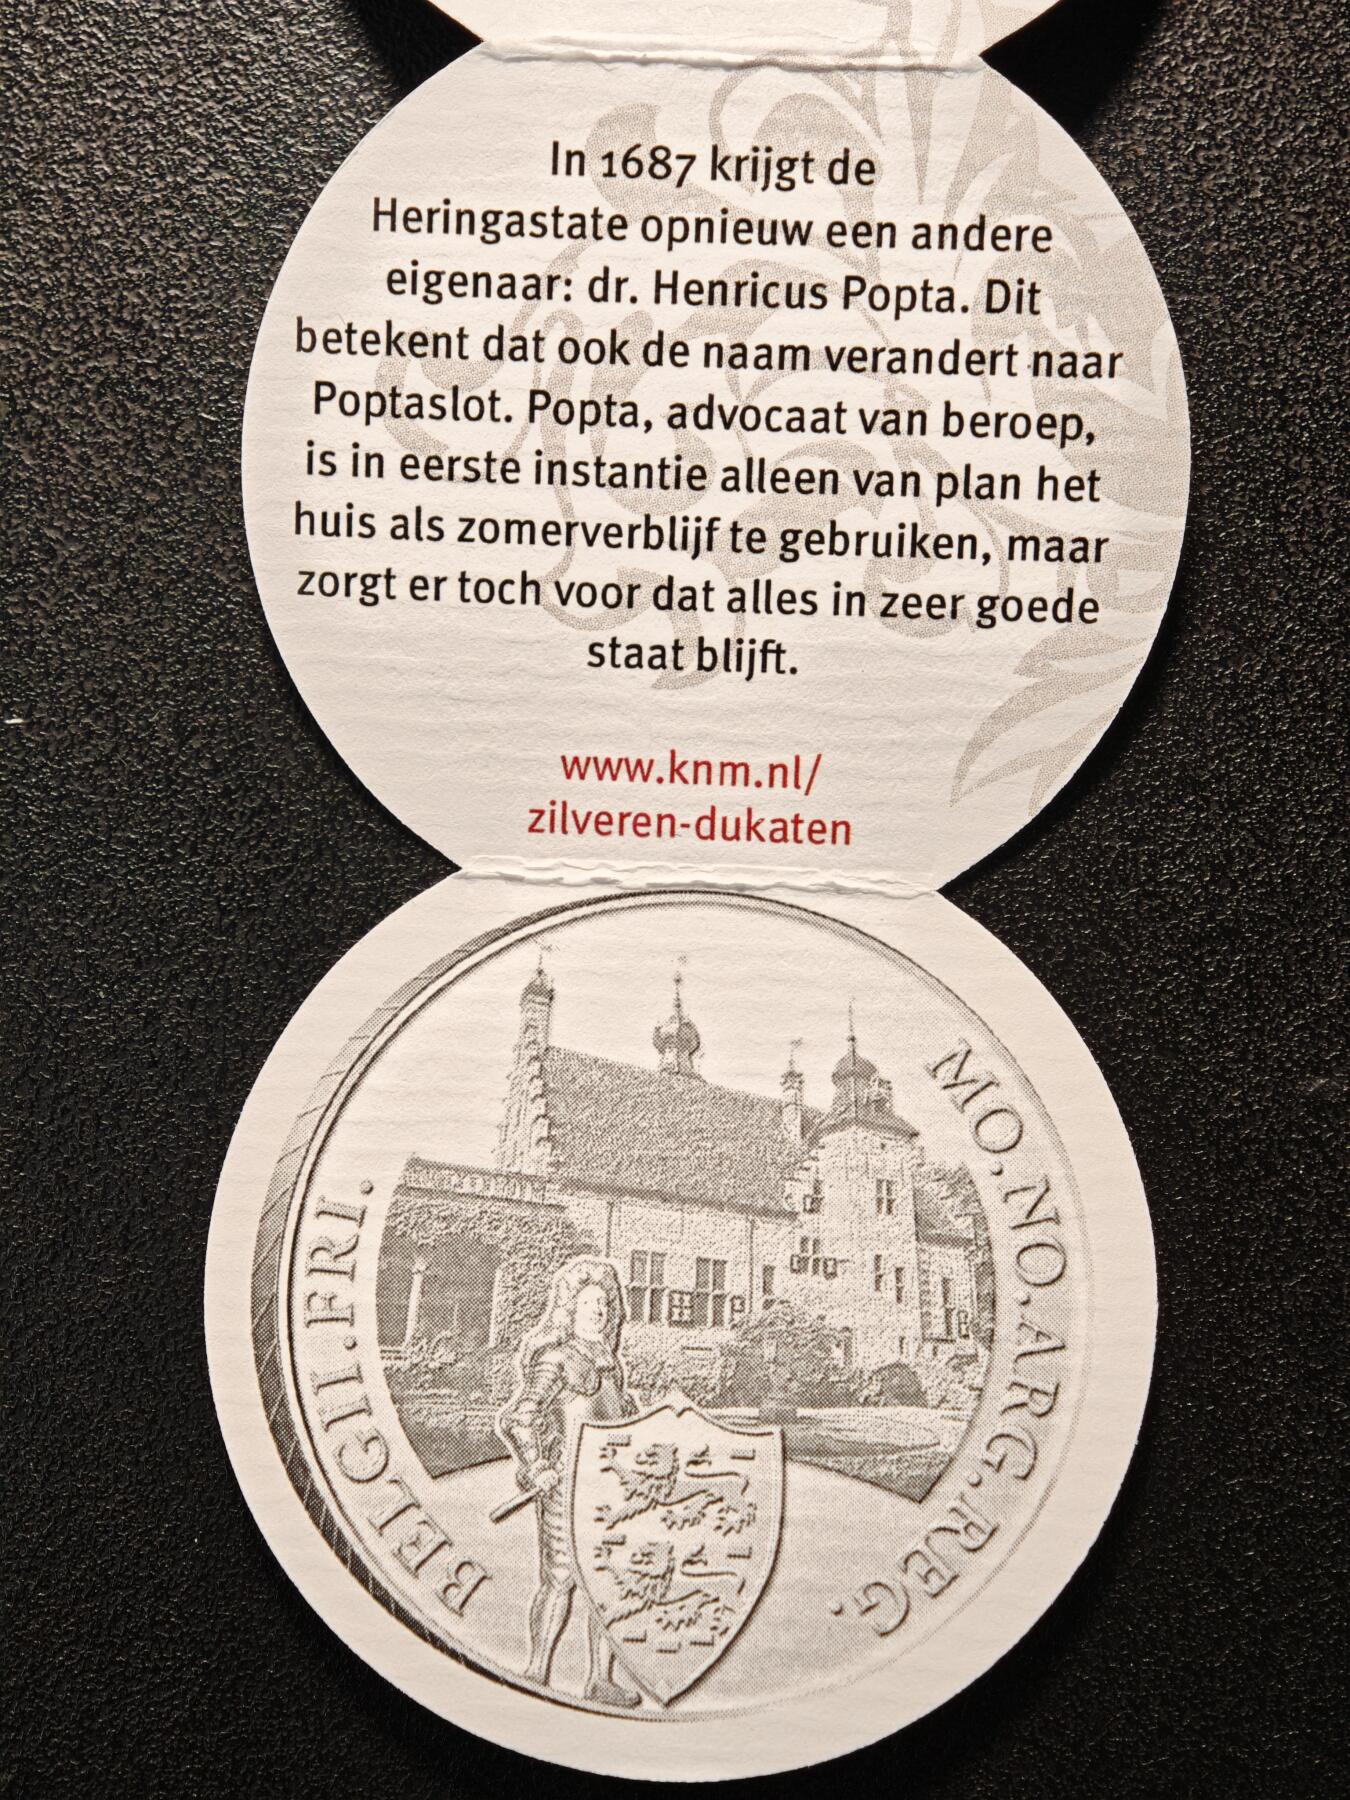 In 1687 krijgt de
Heringastate opnieuw een andere
eigenaar: dr. Henricus Popta. Dit
betekent dat ook de naam verandert naar
Poptaslot. Popta, advocaat van beroep,
is in eerste instantie alleen van plan het
huis als zomerverblijf te gebruiken, maar
zorgt er toch voor dat alles in zeer goede
staat blijft.
www.knm.nl/
zilveren-dukaten
MO.NO.ARG.REG.
BELGII.FRI.